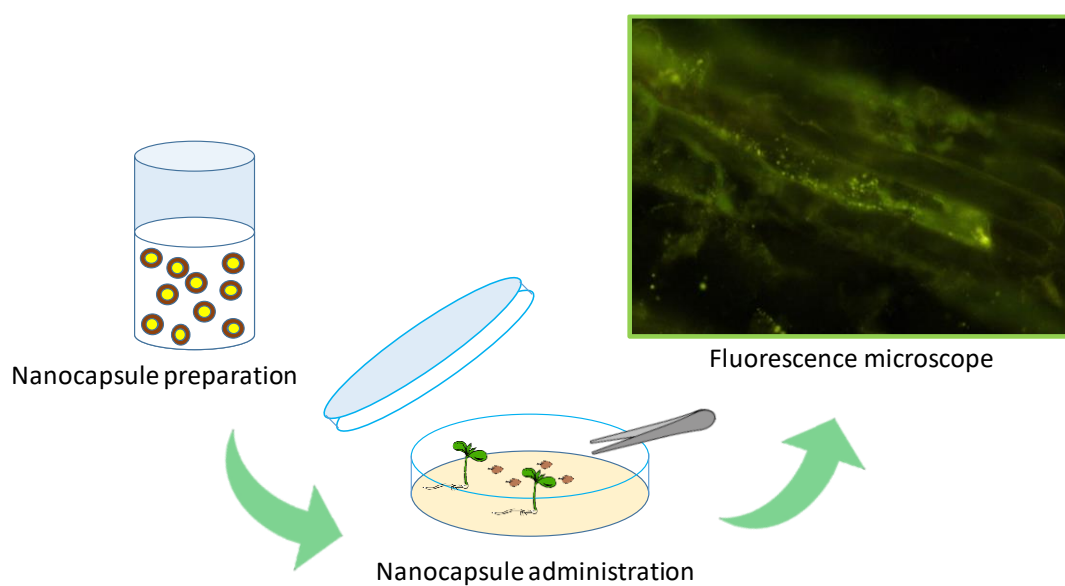 Nanocapsule preparation
Fluorescence microscope
Nanocapsule administration